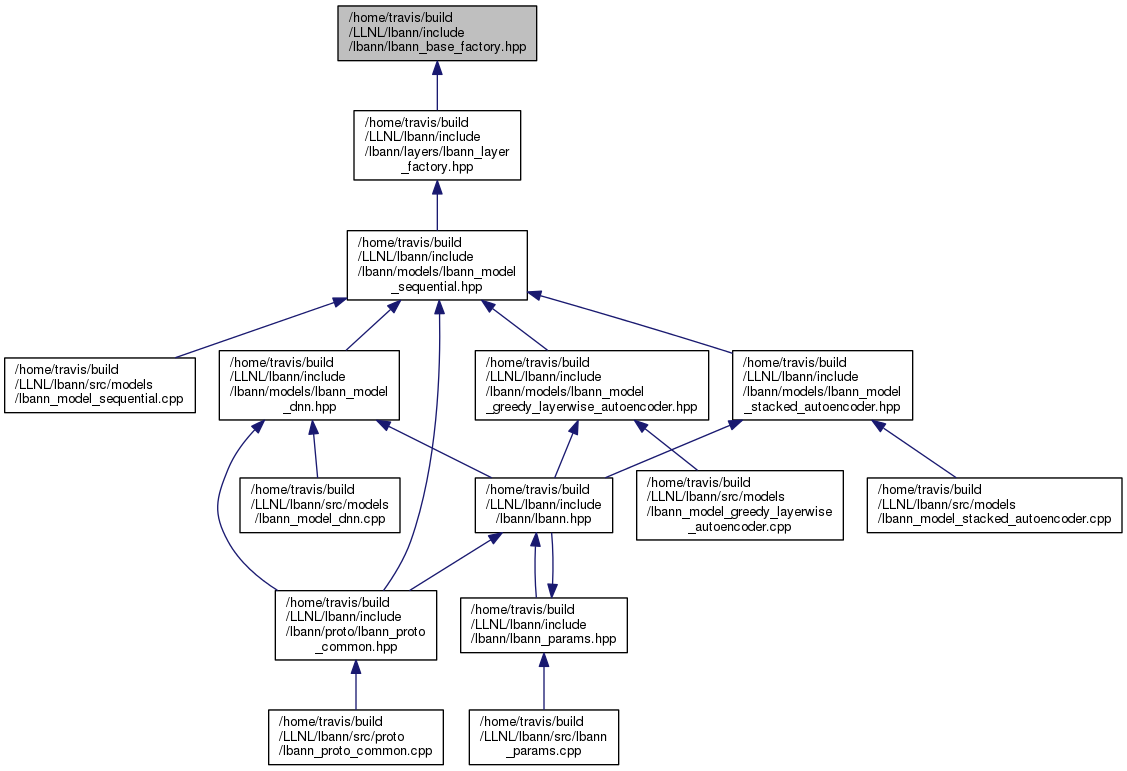 /home/travis/build
/LLNL/lbann/include
/lbann/lbann_base_factory.hpp
/home/travis/build
/LLNL/lbann/include
/lbann/layers/lbann_layer
_factory.hpp
/home/travis/build
/LLNL/lbann/include
/lbann/models/lbann_model
_sequential.hpp
/home/travis/build
/LLNL/lbann/src/models
/lbann_model_sequential.cpp
/home/travis/build
/LLNL/lbann/include
/lbann/models/lbann_model
_dnn.hpp
/home/travis/build
/LLNL/lbann/include
/lbann/models/lbann_model
_greedy_layerwise_autoencoder.hpp
/home/travis/build
/LLNL/lbann/include
/lbann/models/lbann_model
_stacked_autoencoder.hpp
/home/travis/build
/LLNL/lbann/src/models
/lbann_model_dnn.cpp
/home/travis/build
/LLNL/lbann/include
/lbann/lbann.hpp
/home/travis/build
/LLNL/lbann/src/models
/lbann_model_greedy_layerwise
_autoencoder.cpp
/home/travis/build
/LLNL/lbann/src/models
/lbann_model_stacked_autoencoder.cpp
/home/travis/build
/LLNL/lbann/include
/lbann/proto/lbann_proto
_common.hpp
/home/travis/build
/LLNL/lbann/include
/lbann/lbann_params.hpp
/home/travis/build
/LLNL/lbann/src/proto
/lbann_proto_common.cpp
/home/travis/build
/LLNL/lbann/src/lbann
_params.cpp